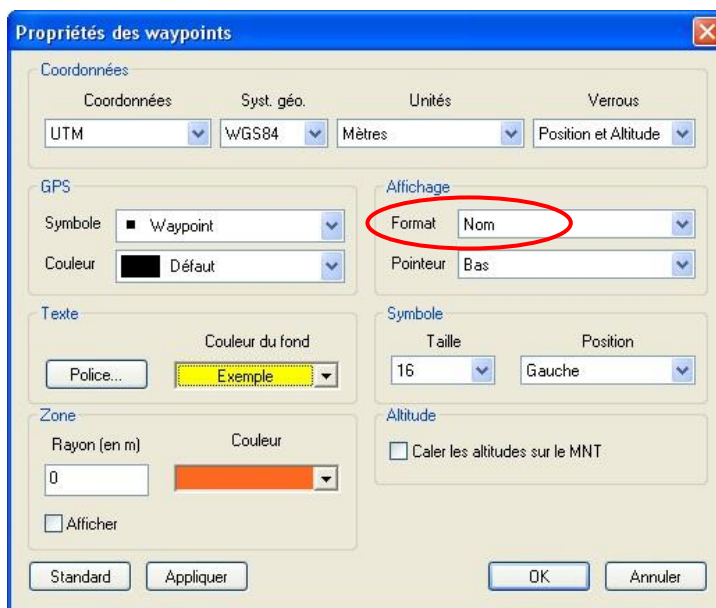 Propriétés des waypoints
Coordonnées
Coordonnées Syst. géo. Unités Verrous
UTM WGS84 Mètres Position et Altitude
GPS
Symbole Waypoint
Couleur Défaut
Affichage
Format Nom
Pointeur Bas
Texte
Couleur du fond
Police... Exemple
Symbole
Taille Position
16 Gauche
Zone
Rayon (en m) Couleur
0
Afficher
Altitude
Caler les altitudes sur le MNT
Standard Appliquer OK Annuler